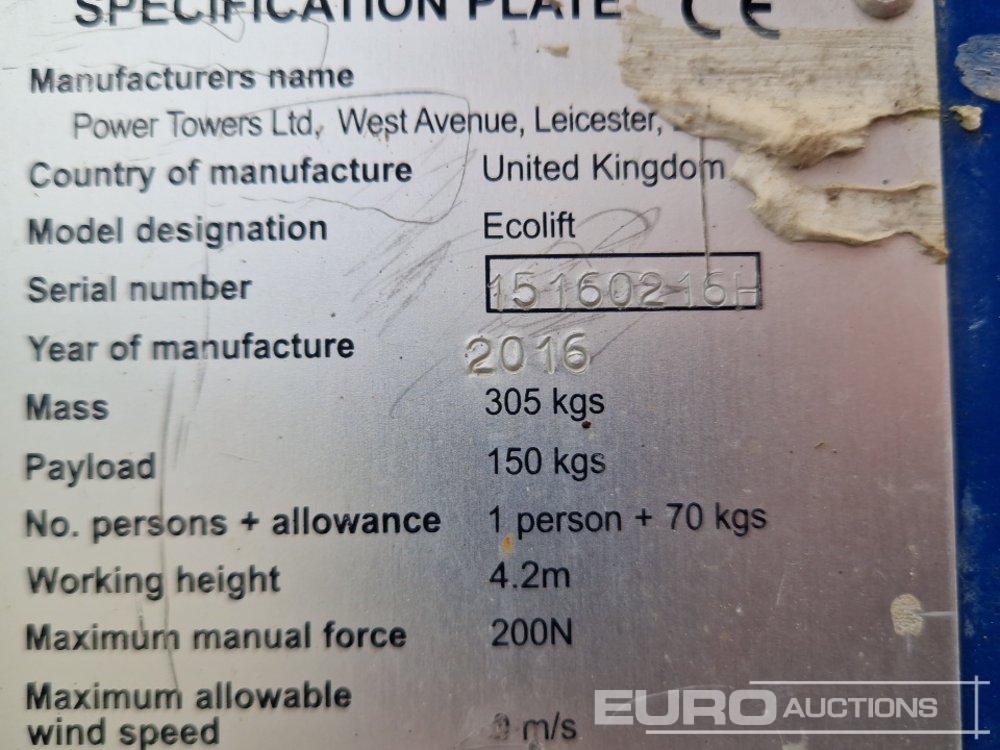 SPECIFICATION PLATE CE
Manufacturers name
Power Towers Ltd, West Avenue, Leicester,
Country of manufacture United Kingdom
Model designation Ecolift
Serial number 15160216H
Year of manufacture 2016
Mass 305 kgs
Payload 150 kgs
No. persons + allowance 1 person + 70 kgs
Working height 4.2m
Maximum manual force 200N
Maximum allowable
wind speed m/s
EURO AUCTIONS